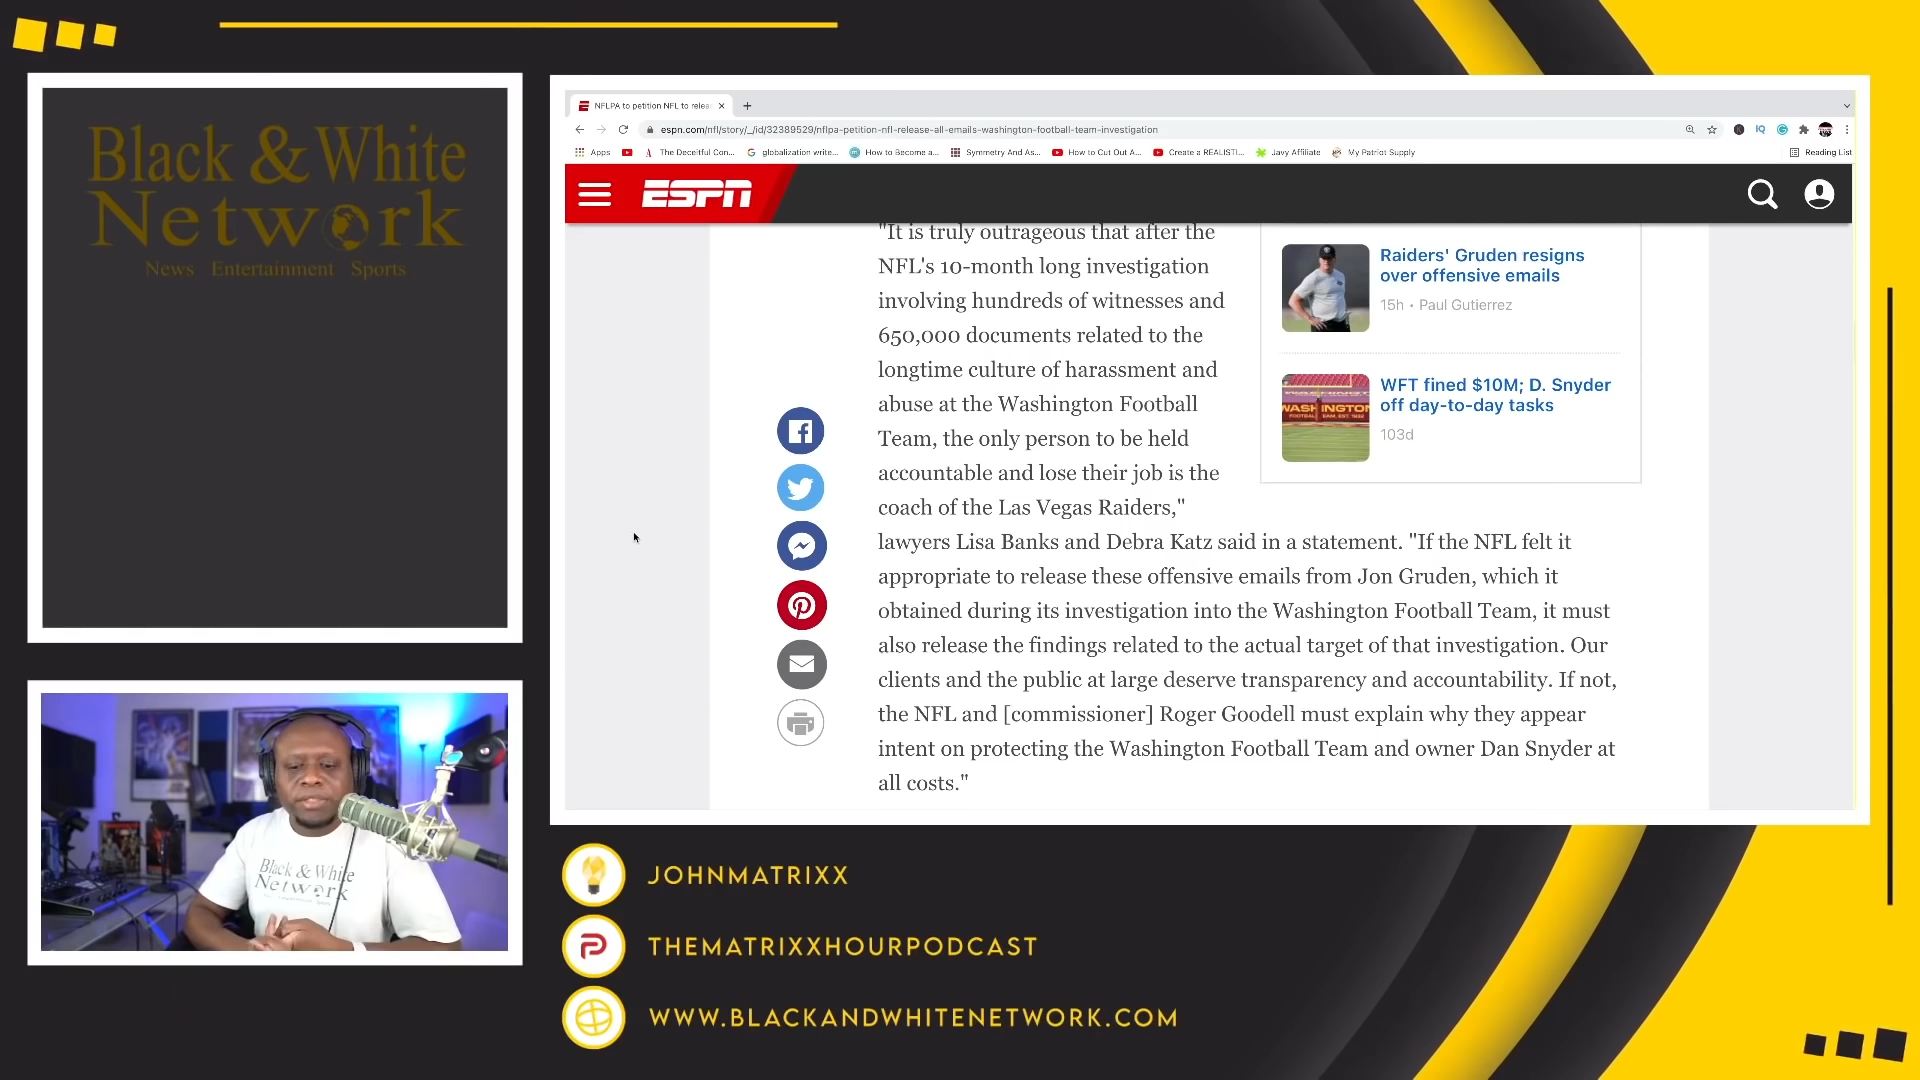 Black & White
Network
News Entertainment Sports
NFLPA to petition NFL to relea
espn.com/nfl/story/_/id/32389529/nflpa-petition-nfl-release-all-emails-washington-football-team-investigation
Apps
The Deceitful Con...
globalization write...
How to Become a...
Symmetry And As...
How to Cut Out A...
Create a REALISTI...
Javy Affiliate
My Patriot Supply
Reading List
ESPN
"It is truly outrageous that after the
NFL's 10-month long investigation
involving hundreds of witnesses and
650,000 documents related to the
longtime culture of harassment and
abuse at the Washington Football
Team, the only person to be held
accountable and lose their job is the
coach of the Las Vegas Raiders,"
lawyers Lisa Banks and Debra Katz said in a statement. "If the NFL felt it
appropriate to release these offensive emails from Jon Gruden, which it
obtained during its investigation into the Washington Football Team, it must
also release the findings related to the actual target of that investigation. Our
clients and the public at large deserve transparency and accountability. If not,
the NFL and [commissioner] Roger Goodell must explain why they appear
intent on protecting the Washington Football Team and owner Dan Snyder at
all costs."
Raiders' Gruden resigns
over offensive emails
15h • Paul Gutierrez
WFT fined $10M; D. Snyder
off day-to-day tasks
103d
WASHINGTON
Black & White
Network
JOHNMATRIXX
THEMATRIXXHOURPODCAST
WWW.BLACKANDWHITENETWORK.COM